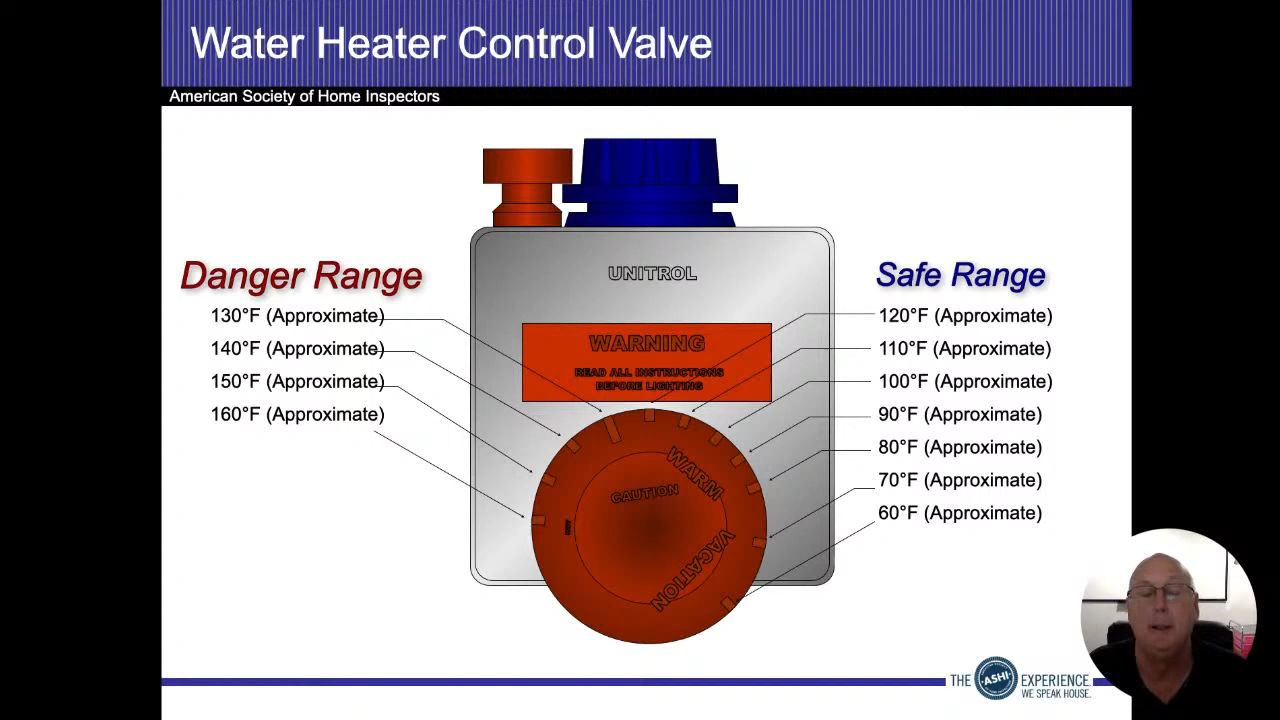 Water Heater Control Valve
American Society of Home Inspectors
UNITROL
WARNING
READ ALL INSTRUCTIONS
BEFORE LIGHTING
Danger Range
130°F (Approximate)
140°F (Approximate)
150°F (Approximate)
160°F (Approximate)
Safe Range
120°F (Approximate)
110°F (Approximate)
100°F (Approximate)
90°F (Approximate)
80°F (Approximate)
70°F (Approximate)
60°F (Approximate)
WARM
CAUTION
VACATION
THE ASHI EXPERIENCE.
WE SPEAK HOUSE.